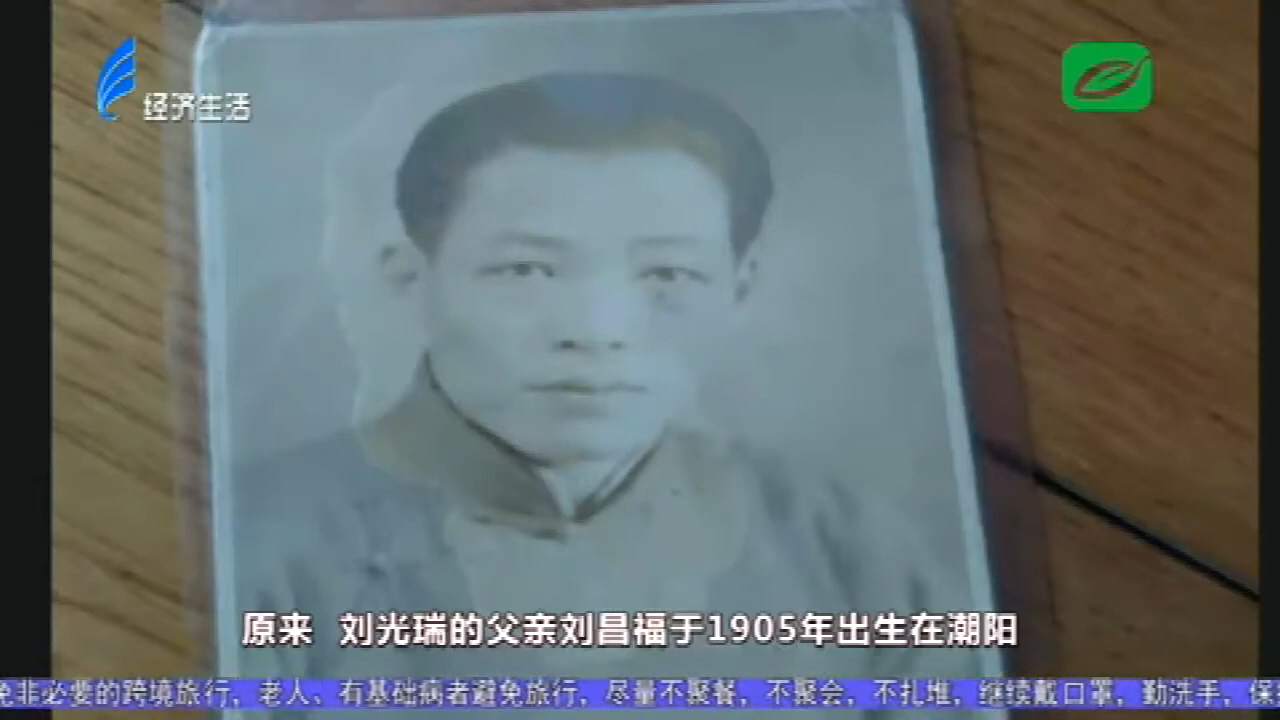 经济生活
原来 刘光瑞的父亲刘昌福于1905年出生在潮阳
免非必要的跨境旅行，老人、有基础病者避免旅行，尽量不聚餐，不聚会，不扎堆，继续戴口罩，勤洗手，保